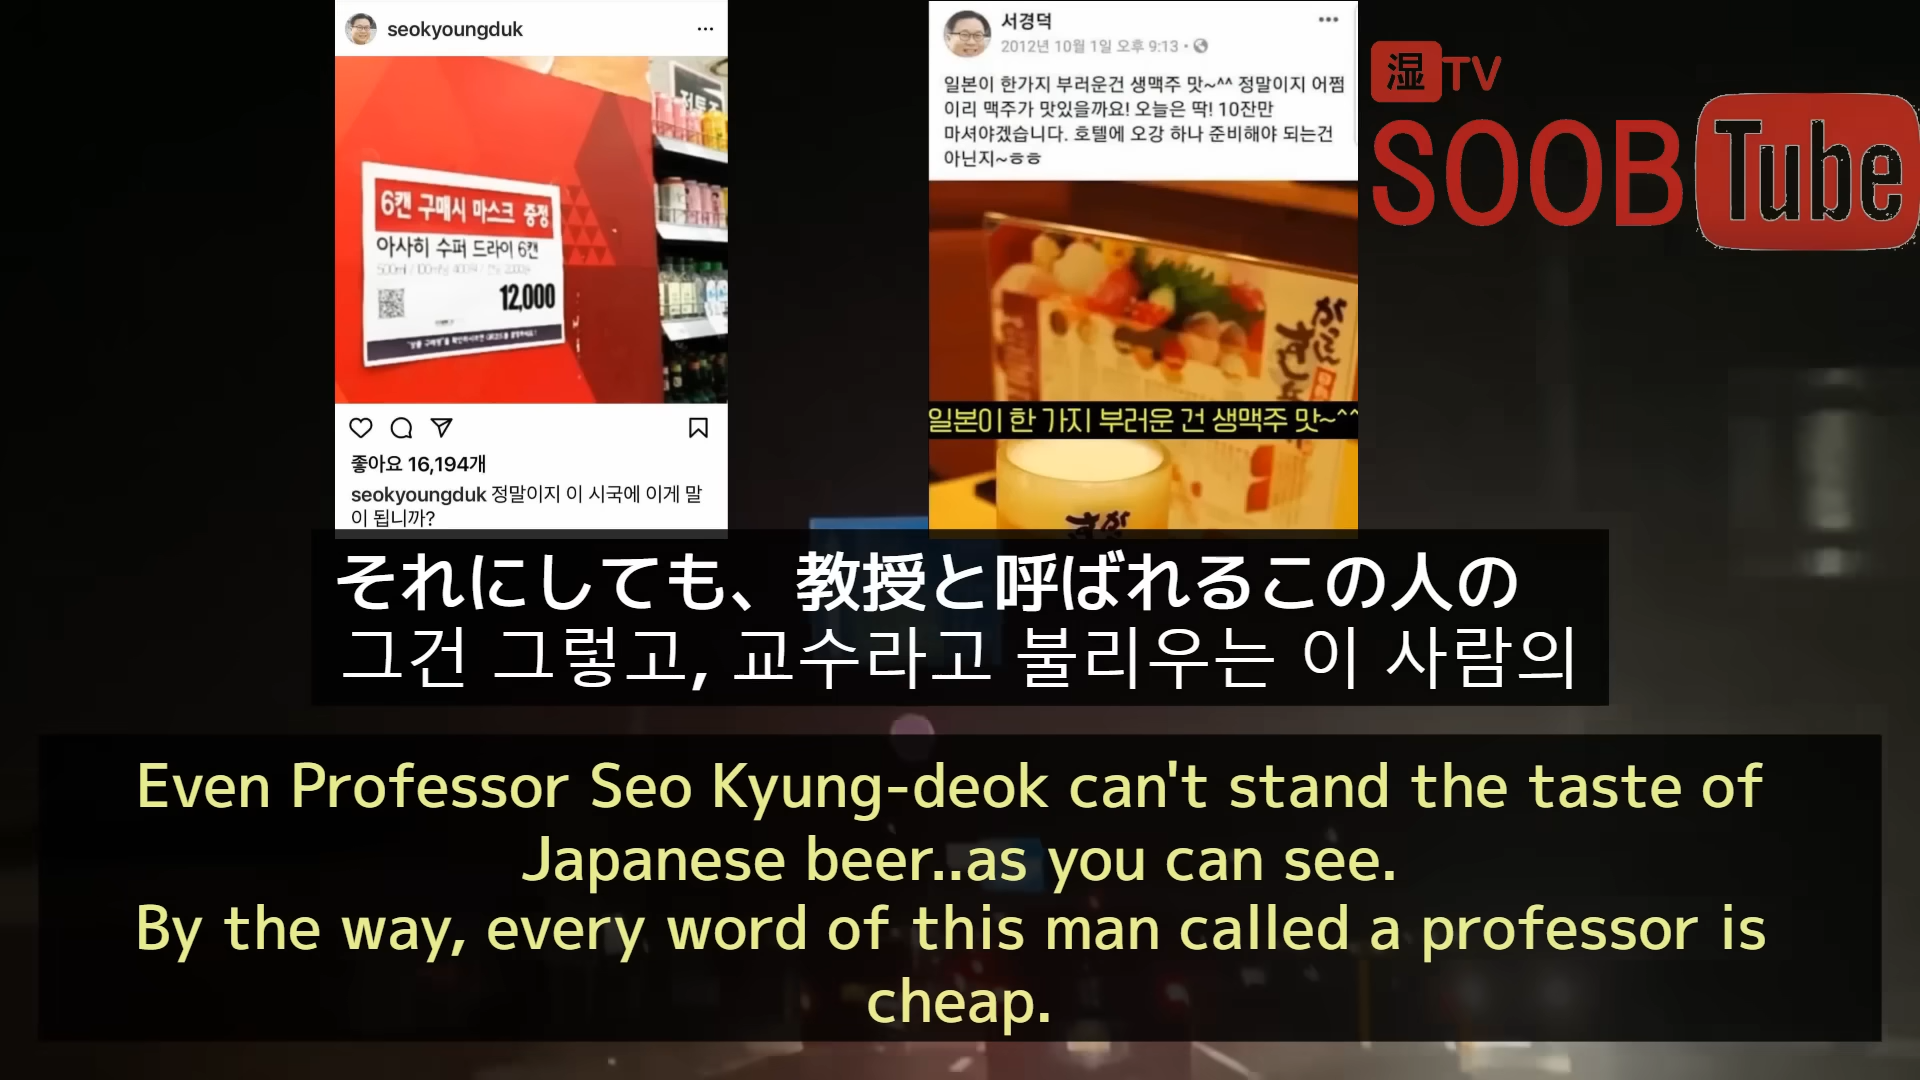 seokyoungduk
6캔 구매시 마스크 증정
아사히 수퍼 드라이 6캔
12,000
좋아요 16,194개
seokyoungduk 정말이지 이 시국에 이게 말
이 됩니까?
서경덕
2012년 10월 1일 오후 9:13
일본이 한가지 부러운건 생맥주 맛~^^ 정말이지 어쩜
이리 맥주가 맛있을까요! 오늘은 딱! 10잔만
마셔야겠습니다. 호텔에 오강 하나 준비해야 되는건
아닌지~ㅎㅎ
일본이 한 가지 부러운 건 생맥주 맛~^^
湿TV
SOOBTube
それにしても、教授と呼ばれるこの人の
그건 그렇고, 교수라고 불리우는 이 사람의
Even Professor Seo Kyung-deok can't stand the taste of
Japanese beer..as you can see.
By the way, every word of this man called a professor is
cheap.